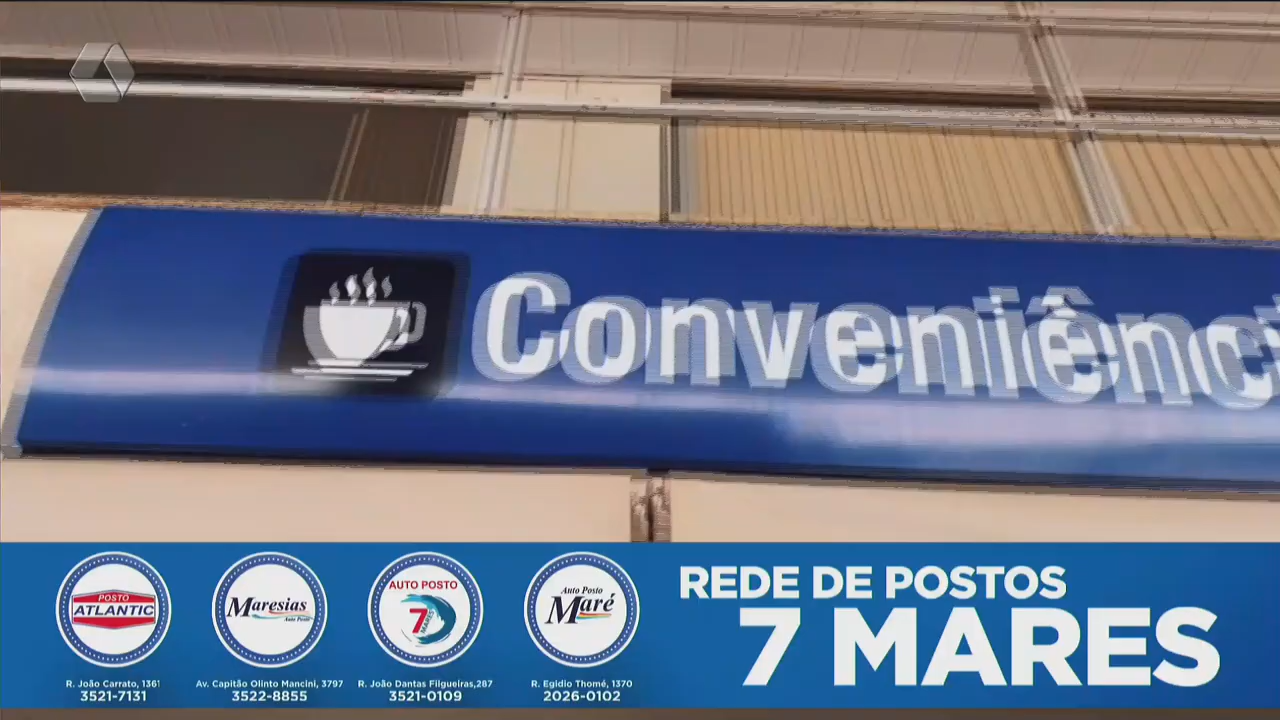 Conveniênc
POSTO
ATLANTIC
R. João Carrato, 1361
3521-7131
Maresias
Auto Posto
Av. Capitão Olinto Mancini, 3797
3522-8855
AUTO POSTO
7
MARES
R. João Dantas Filgueiras,287
3521-0109
Auto Posto
Maré
R. Egidio Thomé, 1370
2026-0102
REDE DE POSTOS
7 MARES